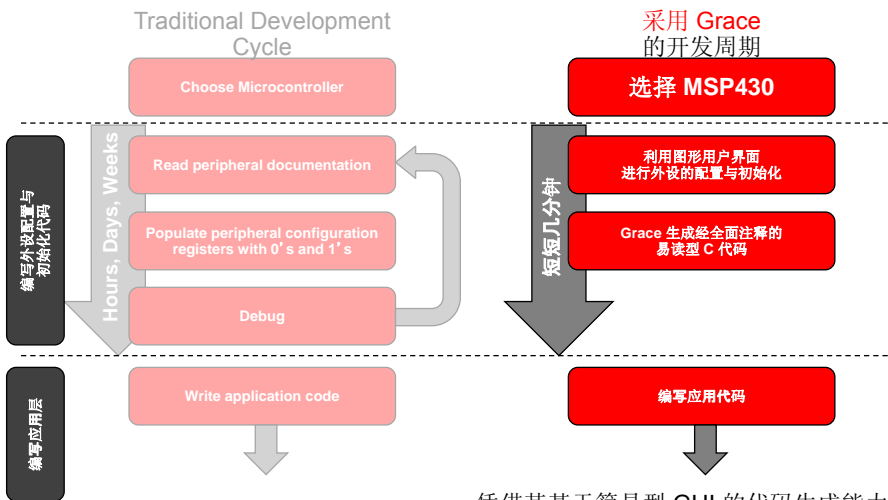 Traditional Development
Cycle
采用 Grace
的开发周期
Choose Microcontroller
选择 MSP430
编写外设配置与
初始化代码
Hours, Days, Weeks
Read peripheral documentation
Populate peripheral configuration
registers with 0's and 1's
Debug
短短几分钟
利用图形用户界面
进行外设的配置与初始化
Grace 生成经全面注释的
易读型 C 代码
编写应用层
Write application code
编写应用代码